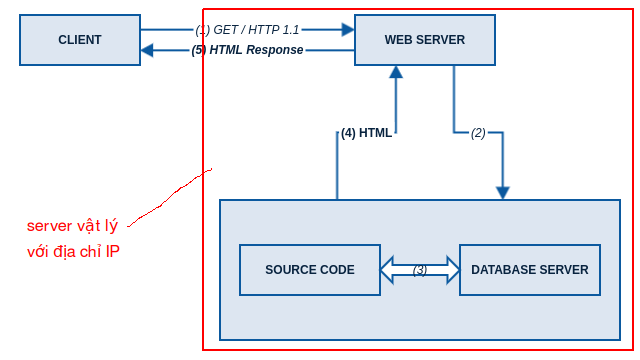 CLIENT
(1) GET / HTTP 1.1
(5) HTML Response
WEB SERVER
(4) HTML
(2)
server vật lý
với địa chỉ IP
SOURCE CODE
(3)
DATABASE SERVER